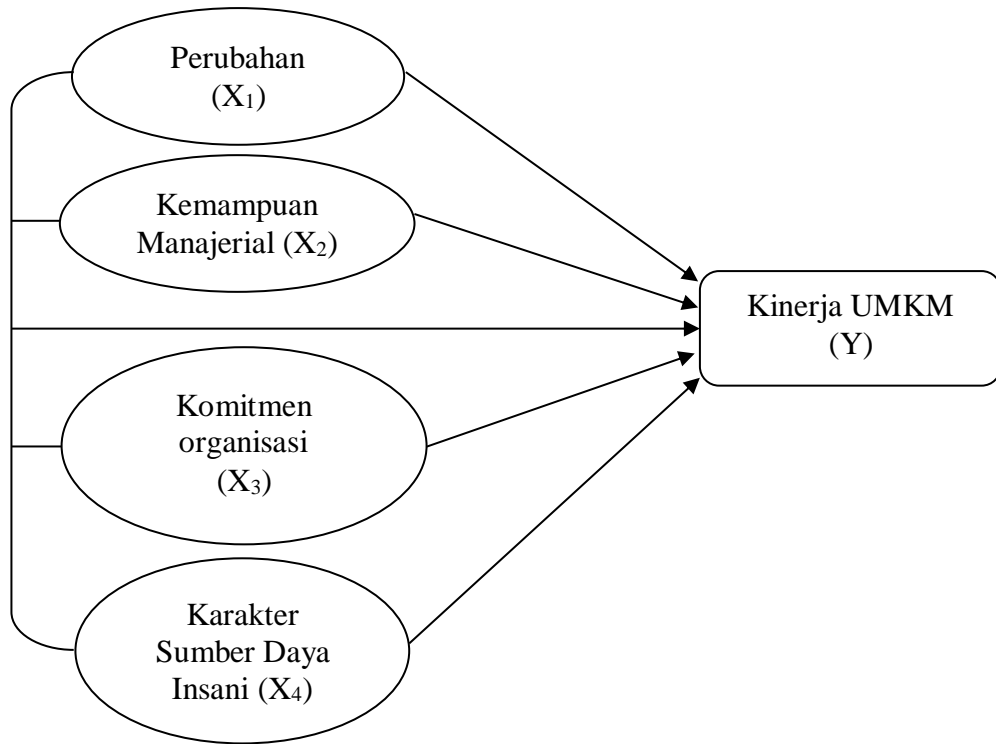 Perubahan
(X₁)
Kemampuan
Manajerial (X₂)
Kinerja UMKM
(Y)
Komitmen
organisasi
(X₃)
Karakter
Sumber Daya
Insani (X₄)